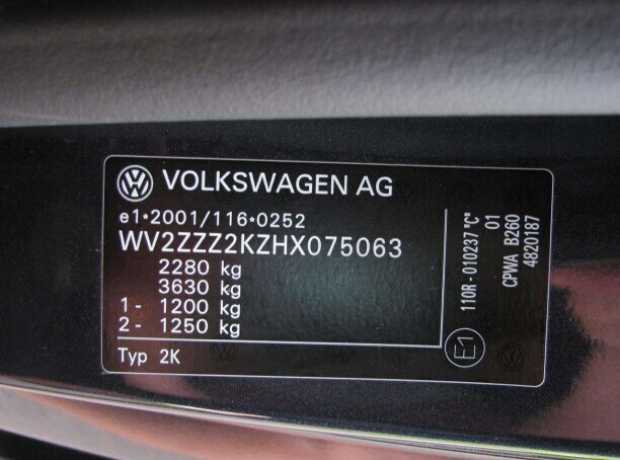 VOLKSWAGEN AG
e1*2001/116*0252
WV2ZZZ2KZHX075063
2280 kg
3630 kg
1- 1200 kg
2- 1250 kg
Typ 2K
110R-010237 "C"
01
CPWA B260
4820187
E1